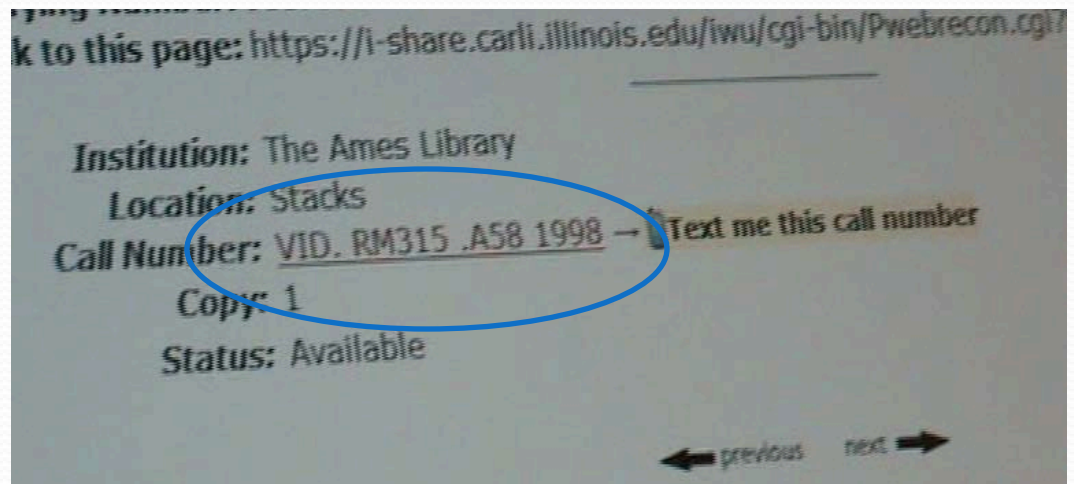 k to this page: https://i-share.carli.illinois.edu/iwu/cgi-bin/Pwebrecon.cgi?
Institution: The Ames Library
Location: Stacks
Call Number: VID. RM315 .A58 1998 → Text me this call number
Copy: 1
Status: Available
previous next